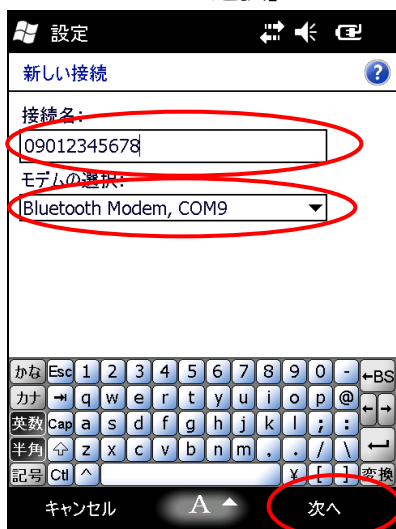 設定
新しい接続
接続名:
09012345678
モデムの選択:
Bluetooth Modem, COM9
かな Esc 1 2 3 4 5 6 7 8 9 0 - ←BS
カナ ⇥ q w e r t y u i o p @ ← →
英数 Cap a s d f g h j k l ; :
半角 ⇧ z x c v b n m , . / \ ↵
記号 Ctl ^ ¥ [ ] 変換
キャンセル A 次へ